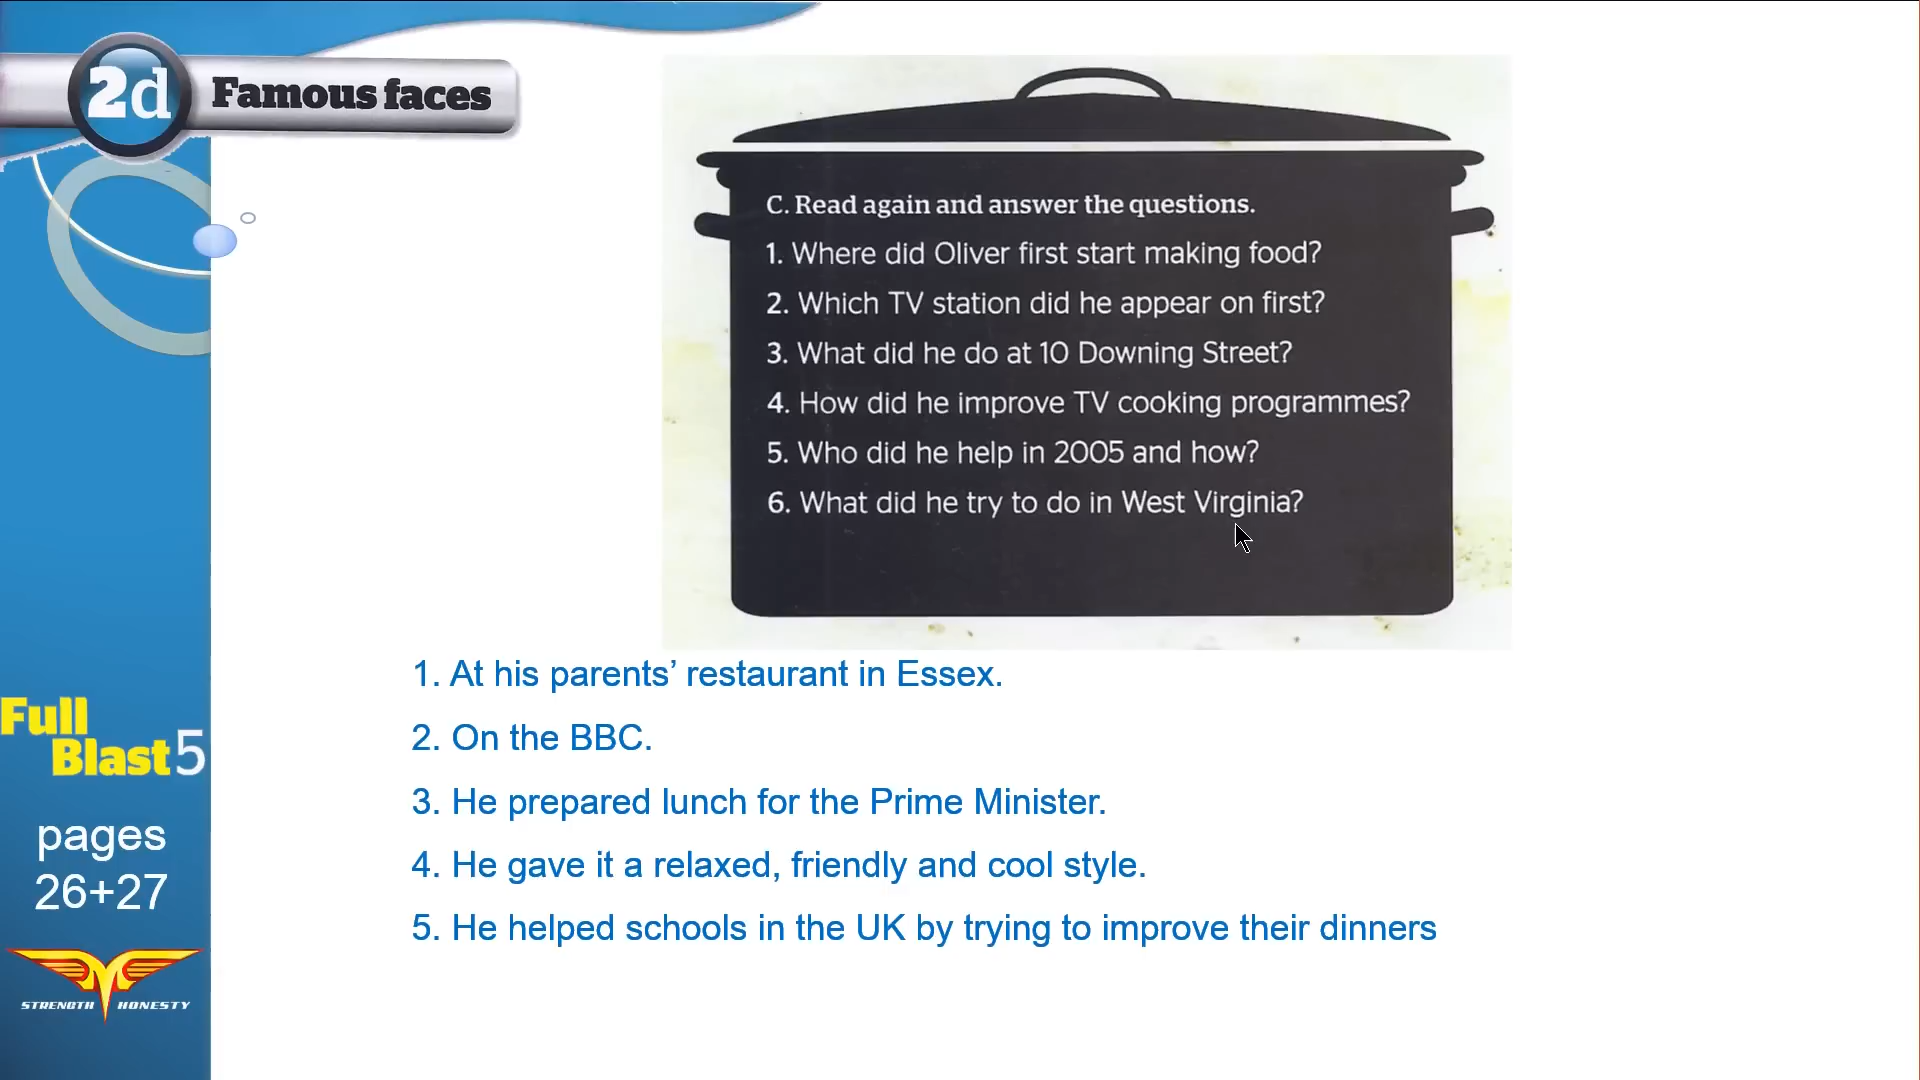 2d Famous faces
C. Read again and answer the questions.
1. Where did Oliver first start making food?
2. Which TV station did he appear on first?
3. What did he do at 10 Downing Street?
4. How did he improve TV cooking programmes?
5. Who did he help in 2005 and how?
6. What did he try to do in West Virginia?
1. At his parents’ restaurant in Essex.
2. On the BBC.
3. He prepared lunch for the Prime Minister.
4. He gave it a relaxed, friendly and cool style.
5. He helped schools in the UK by trying to improve their dinners
Full
Blast 5
pages
26+27
STRENGTH HONESTY